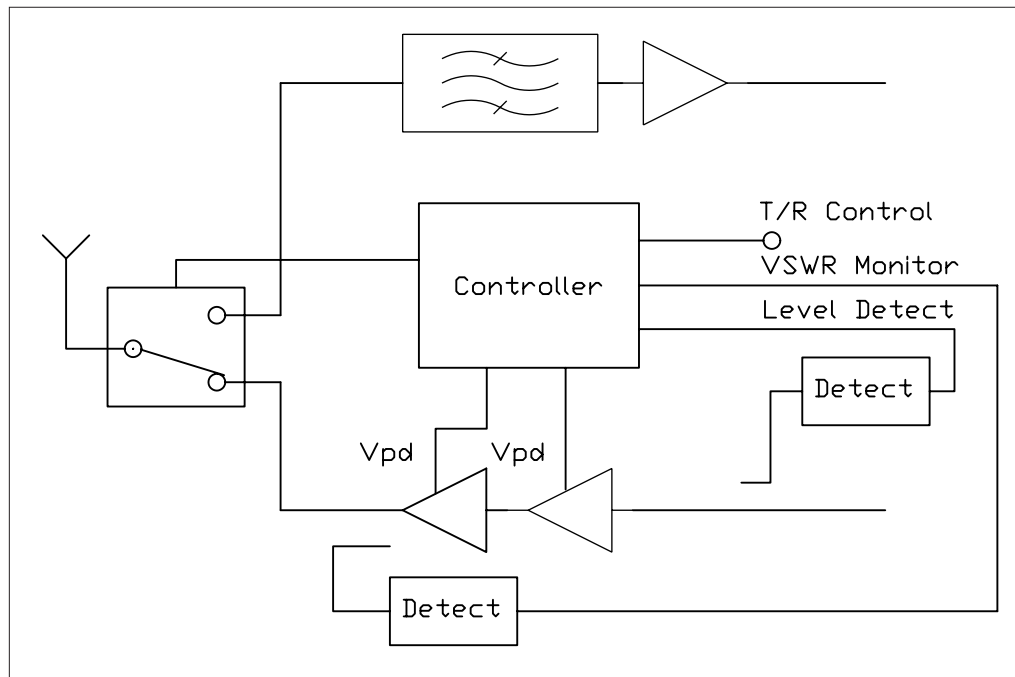 T/R Control
VSWR Monitor
Controller
Level Detect
Detect
Vpd
Vpd
Detect